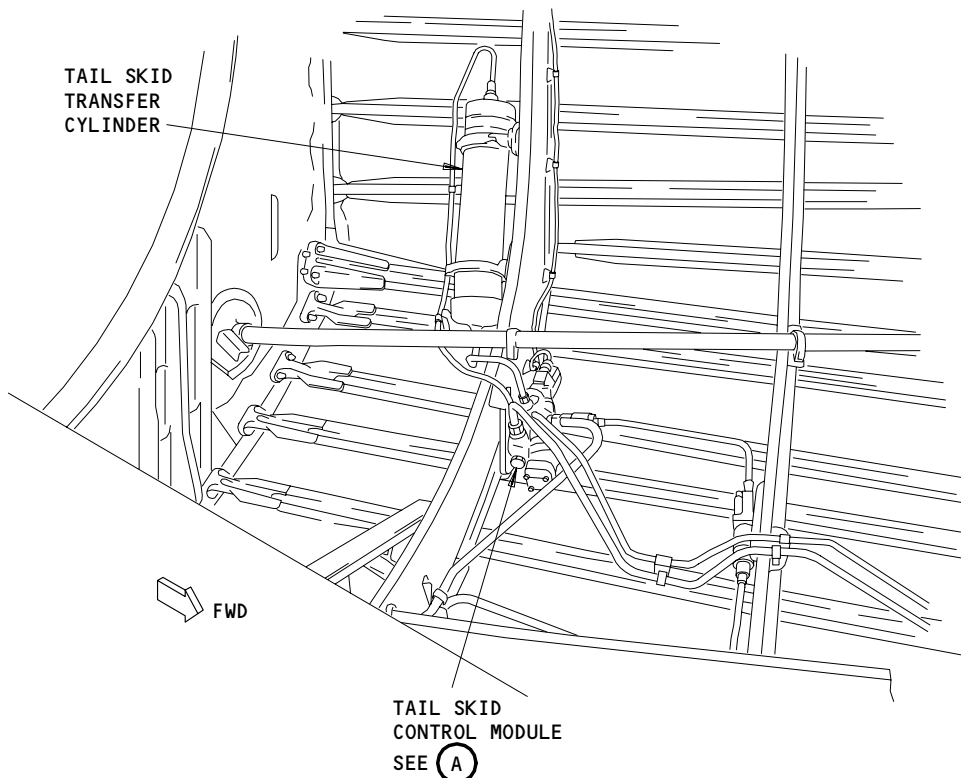 TAIL SKID
TRANSFER
CYLINDER
FWD
TAIL SKID
CONTROL MODULE
SEE A